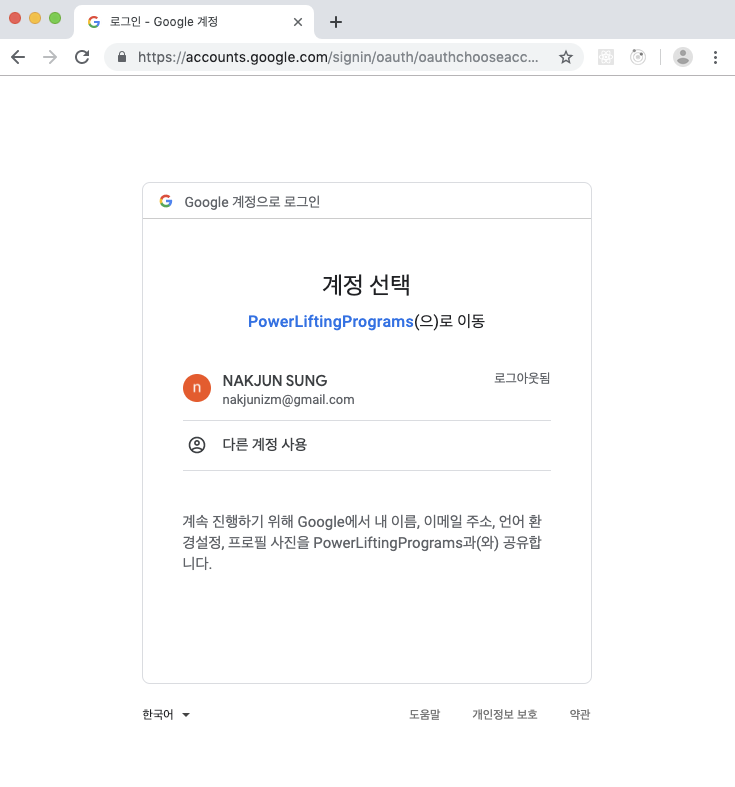 로그인 - Google 계정
https://accounts.google.com/signin/oauth/oauthchooseacc...
Google 계정으로 로그인
계정 선택
PowerLiftingPrograms(으)로 이동
n
NAKJUN SUNG
로그아웃됨
nakjunizm@gmail.com
다른 계정 사용
계속 진행하기 위해 Google에서 내 이름, 이메일 주소, 언어 환
경설정, 프로필 사진을 PowerLiftingPrograms과(와) 공유합
니다.
한국어
도움말
개인정보 보호
약관